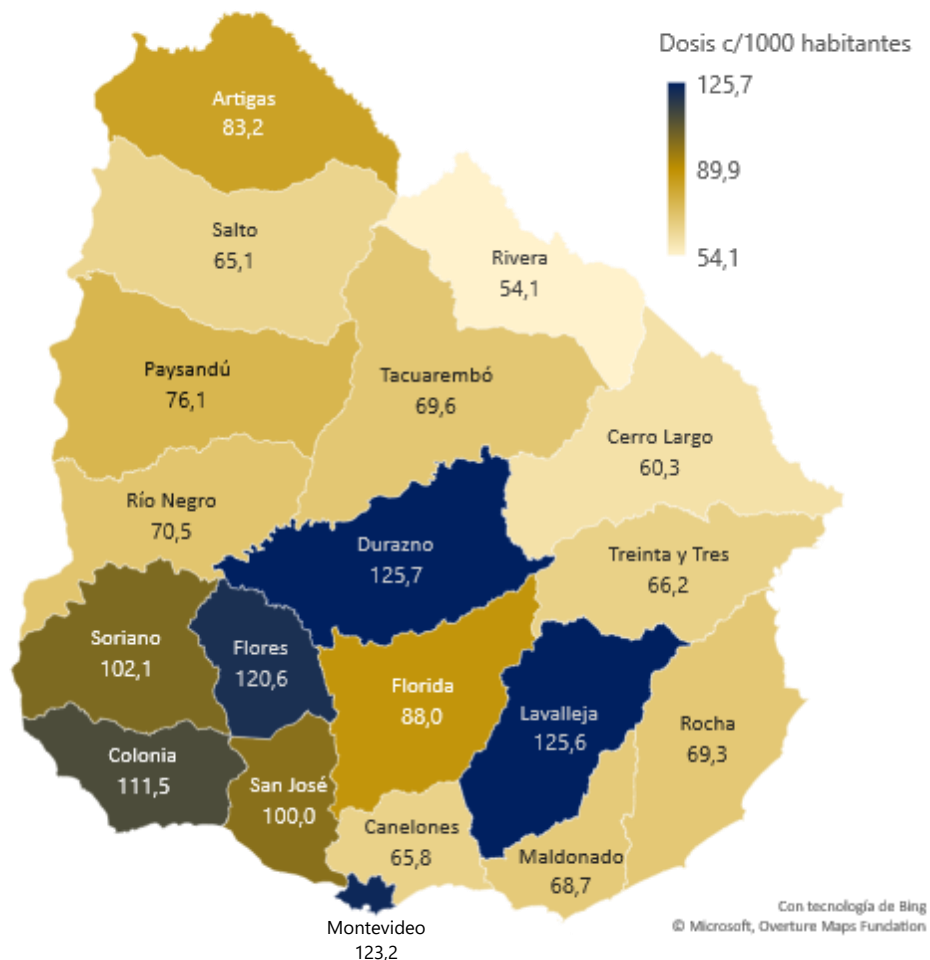 Dosis c/1000 habitantes
125,7
89,9
54,1
Artigas
83,2
Salto
65,1
Rivera
54,1
Paysandú
76,1
Tacuarembó
69,6
Cerro Largo
60,3
Río Negro
70,5
Durazno
125,7
Treinta y Tres
66,2
Soriano
102,1
Flores
120,6
Florida
88,0
Lavalleja
125,6
Rocha
69,3
Colonia
111,5
San José
100,0
Canelones
65,8
Maldonado
68,7
Montevideo
123,2
Con tecnología de Bing
© Microsoft, Overture Maps Fundation